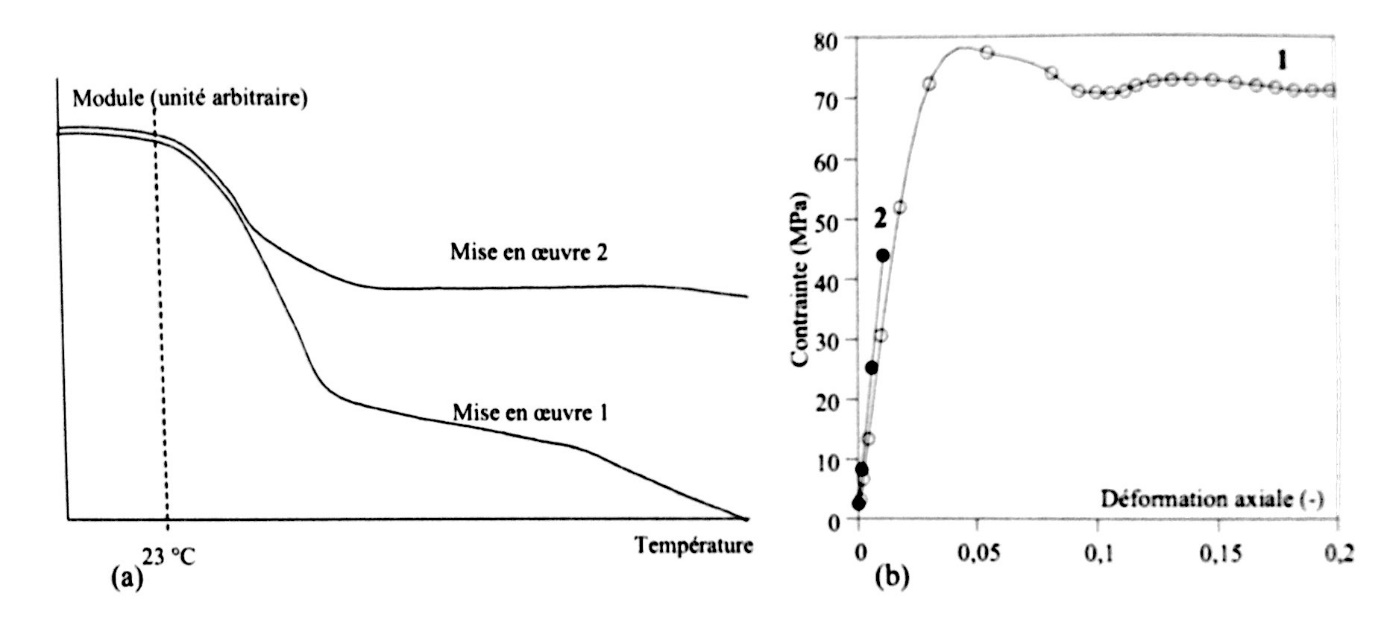 Module (unité arbitraire)
Mise en œuvre 2
Mise en œuvre 1
23 °C
Température
(a)
80
70
60
50
40
30
20
10
0
Contrainte (MPa)
1
2
Déformation axiale (-)
0
0,05
0,1
0,15
0,2
(b)